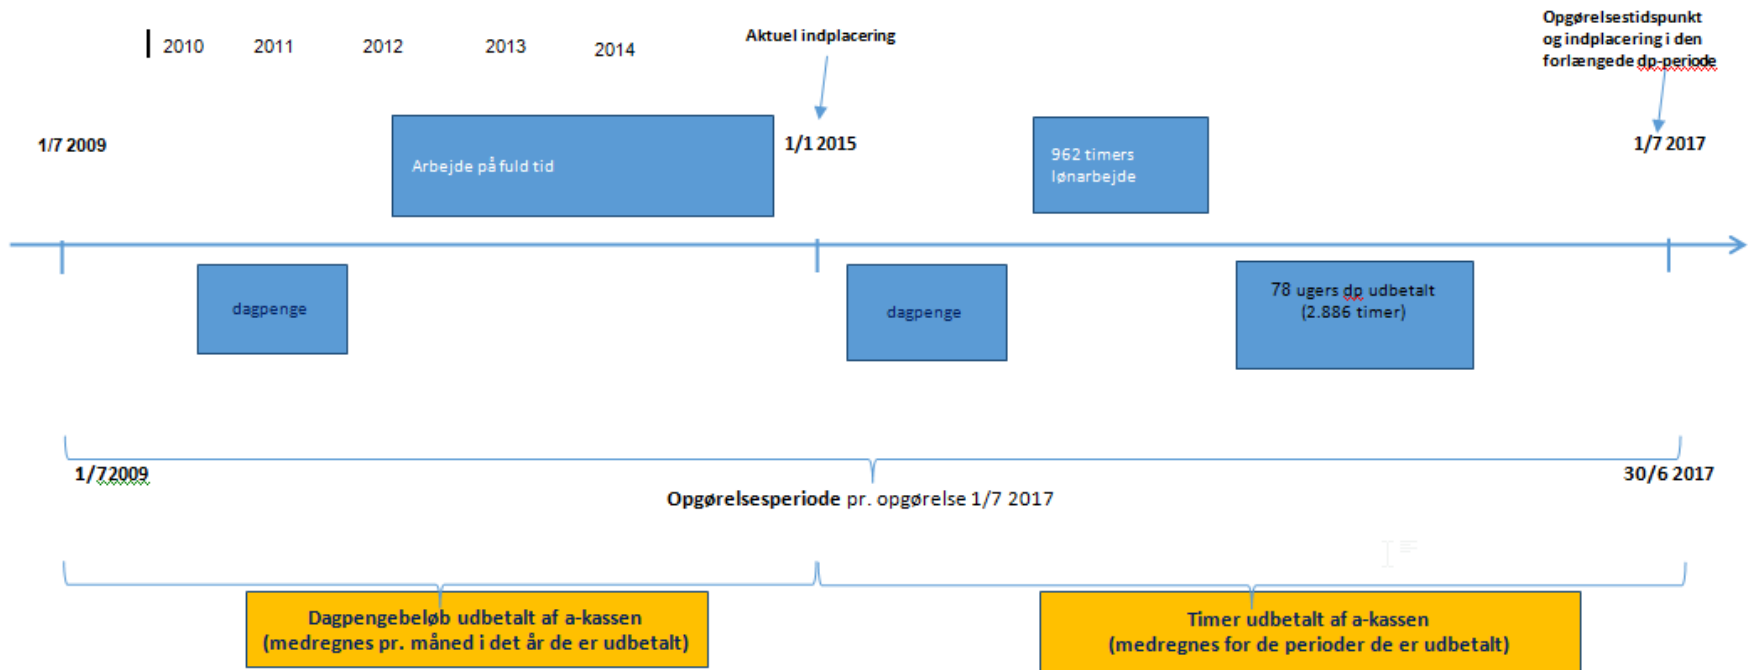 2010 2011 2012 2013 2014
Aktuel indplacering
Opgørelsestidspunkt
og indplacering i den
forlængede dp-periode
1/7 2009
Arbejde på fuld tid
1/1 2015
962 timers
lønarbejde
1/7 2017
dagpenge
dagpenge
78 ugers dp udbetalt
(2.886 timer)
1/72009
30/6 2017
Opgørelsesperiode pr. opgørelse 1/7 2017
Dagpengebeløb udbetalt af a-kassen
(medregnes pr. måned i det år de er udbetalt)
Timer udbetalt af a-kassen
(medregnes for de perioder de er udbetalt)